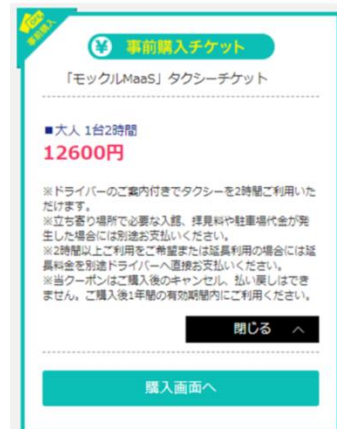 事前購入
事前購入チケット
「モックルMaaS」タクシーチケット
■大人 1台2時間
12600円
※ドライバーのご案内付きでタクシーを2時間ご利用いた
だけます。
※立ち寄り場所で必要な入館、拝見料や駐車場代金が発
生した場合には別途お支払いください。
※2時間以上ご利用をご希望または延長利用の場合には延
長料金を別途ドライバーへ直接お支払いください。
※当クーポンはご購入後のキャンセル、払い戻しはでき
ません。ご購入後1年間の有効期間内にご利用ください。
閉じる
購入画面へ